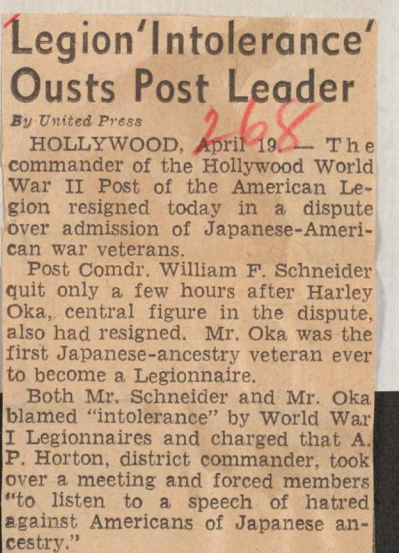 Legion 'Intolerance'
Ousts Post Leader
By United Press
268
HOLLYWOOD, April 19. — The
commander of the Hollywood World
War II Post of the American Le-
gion resigned today in a dispute
over admission of Japanese-Ameri-
can war veterans.
Post Comdr. William F. Schneider
quit only a few hours after Harley
Oka, central figure in the dispute,
also had resigned. Mr. Oka was the
first Japanese-ancestry veteran ever
to become a Legionnaire.
Both Mr. Schneider and Mr. Oka
blamed "intolerance" by World War
I Legionnaires and charged that A.
P. Horton, district commander, took
over a meeting and forced members
"to listen to a speech of hatred
against Americans of Japanese an-
cestry."